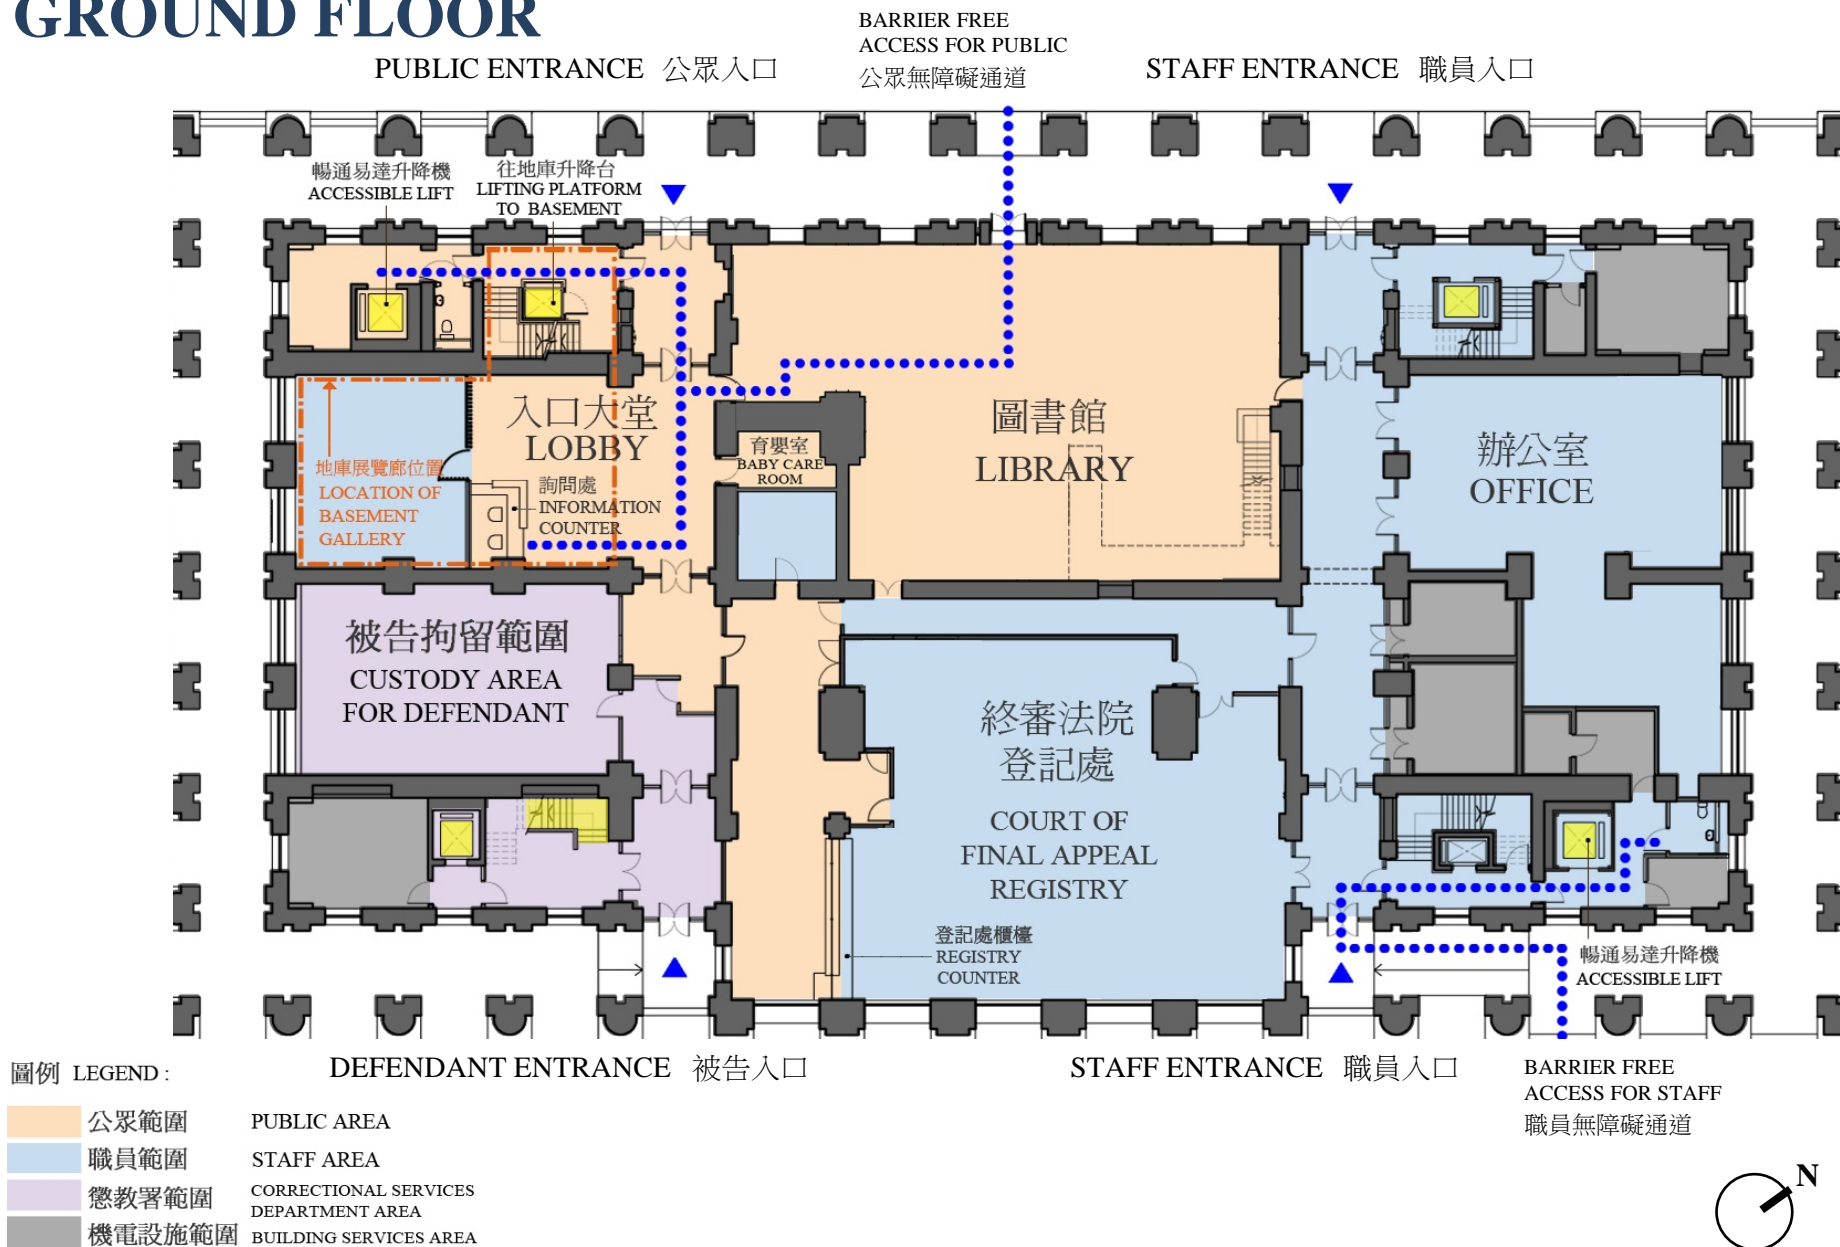 GROUND FLOOR
BARRIER FREE
ACCESS FOR PUBLIC
公眾無障礙通道
PUBLIC ENTRANCE 公眾入口
STAFF ENTRANCE 職員入口
暢通易達升降機
ACCESSIBLE LIFT
往地庫升降台
LIFTING PLATFORM
TO BASEMENT
入口大堂
LOBBY
地庫展覽廊位置
LOCATION OF
BASEMENT
GALLERY
詢問處
INFORMATION
COUNTER
育嬰室
BABY CARE
ROOM
圖書館
LIBRARY
辦公室
OFFICE
被告拘留範圍
CUSTODY AREA
FOR DEFENDANT
終審法院
登記處
COURT OF
FINAL APPEAL
REGISTRY
登記處櫃檯
REGISTRY
COUNTER
暢通易達升降機
ACCESSIBLE LIFT
DEFENDANT ENTRANCE 被告入口
STAFF ENTRANCE 職員入口
BARRIER FREE
ACCESS FOR STAFF
職員無障礙通道
圖例 LEGEND :
公眾範圍 PUBLIC AREA
職員範圍 STAFF AREA
懲教署範圍 CORRECTIONAL SERVICES
DEPARTMENT AREA
機電設施範圍 BUILDING SERVICES AREA
N